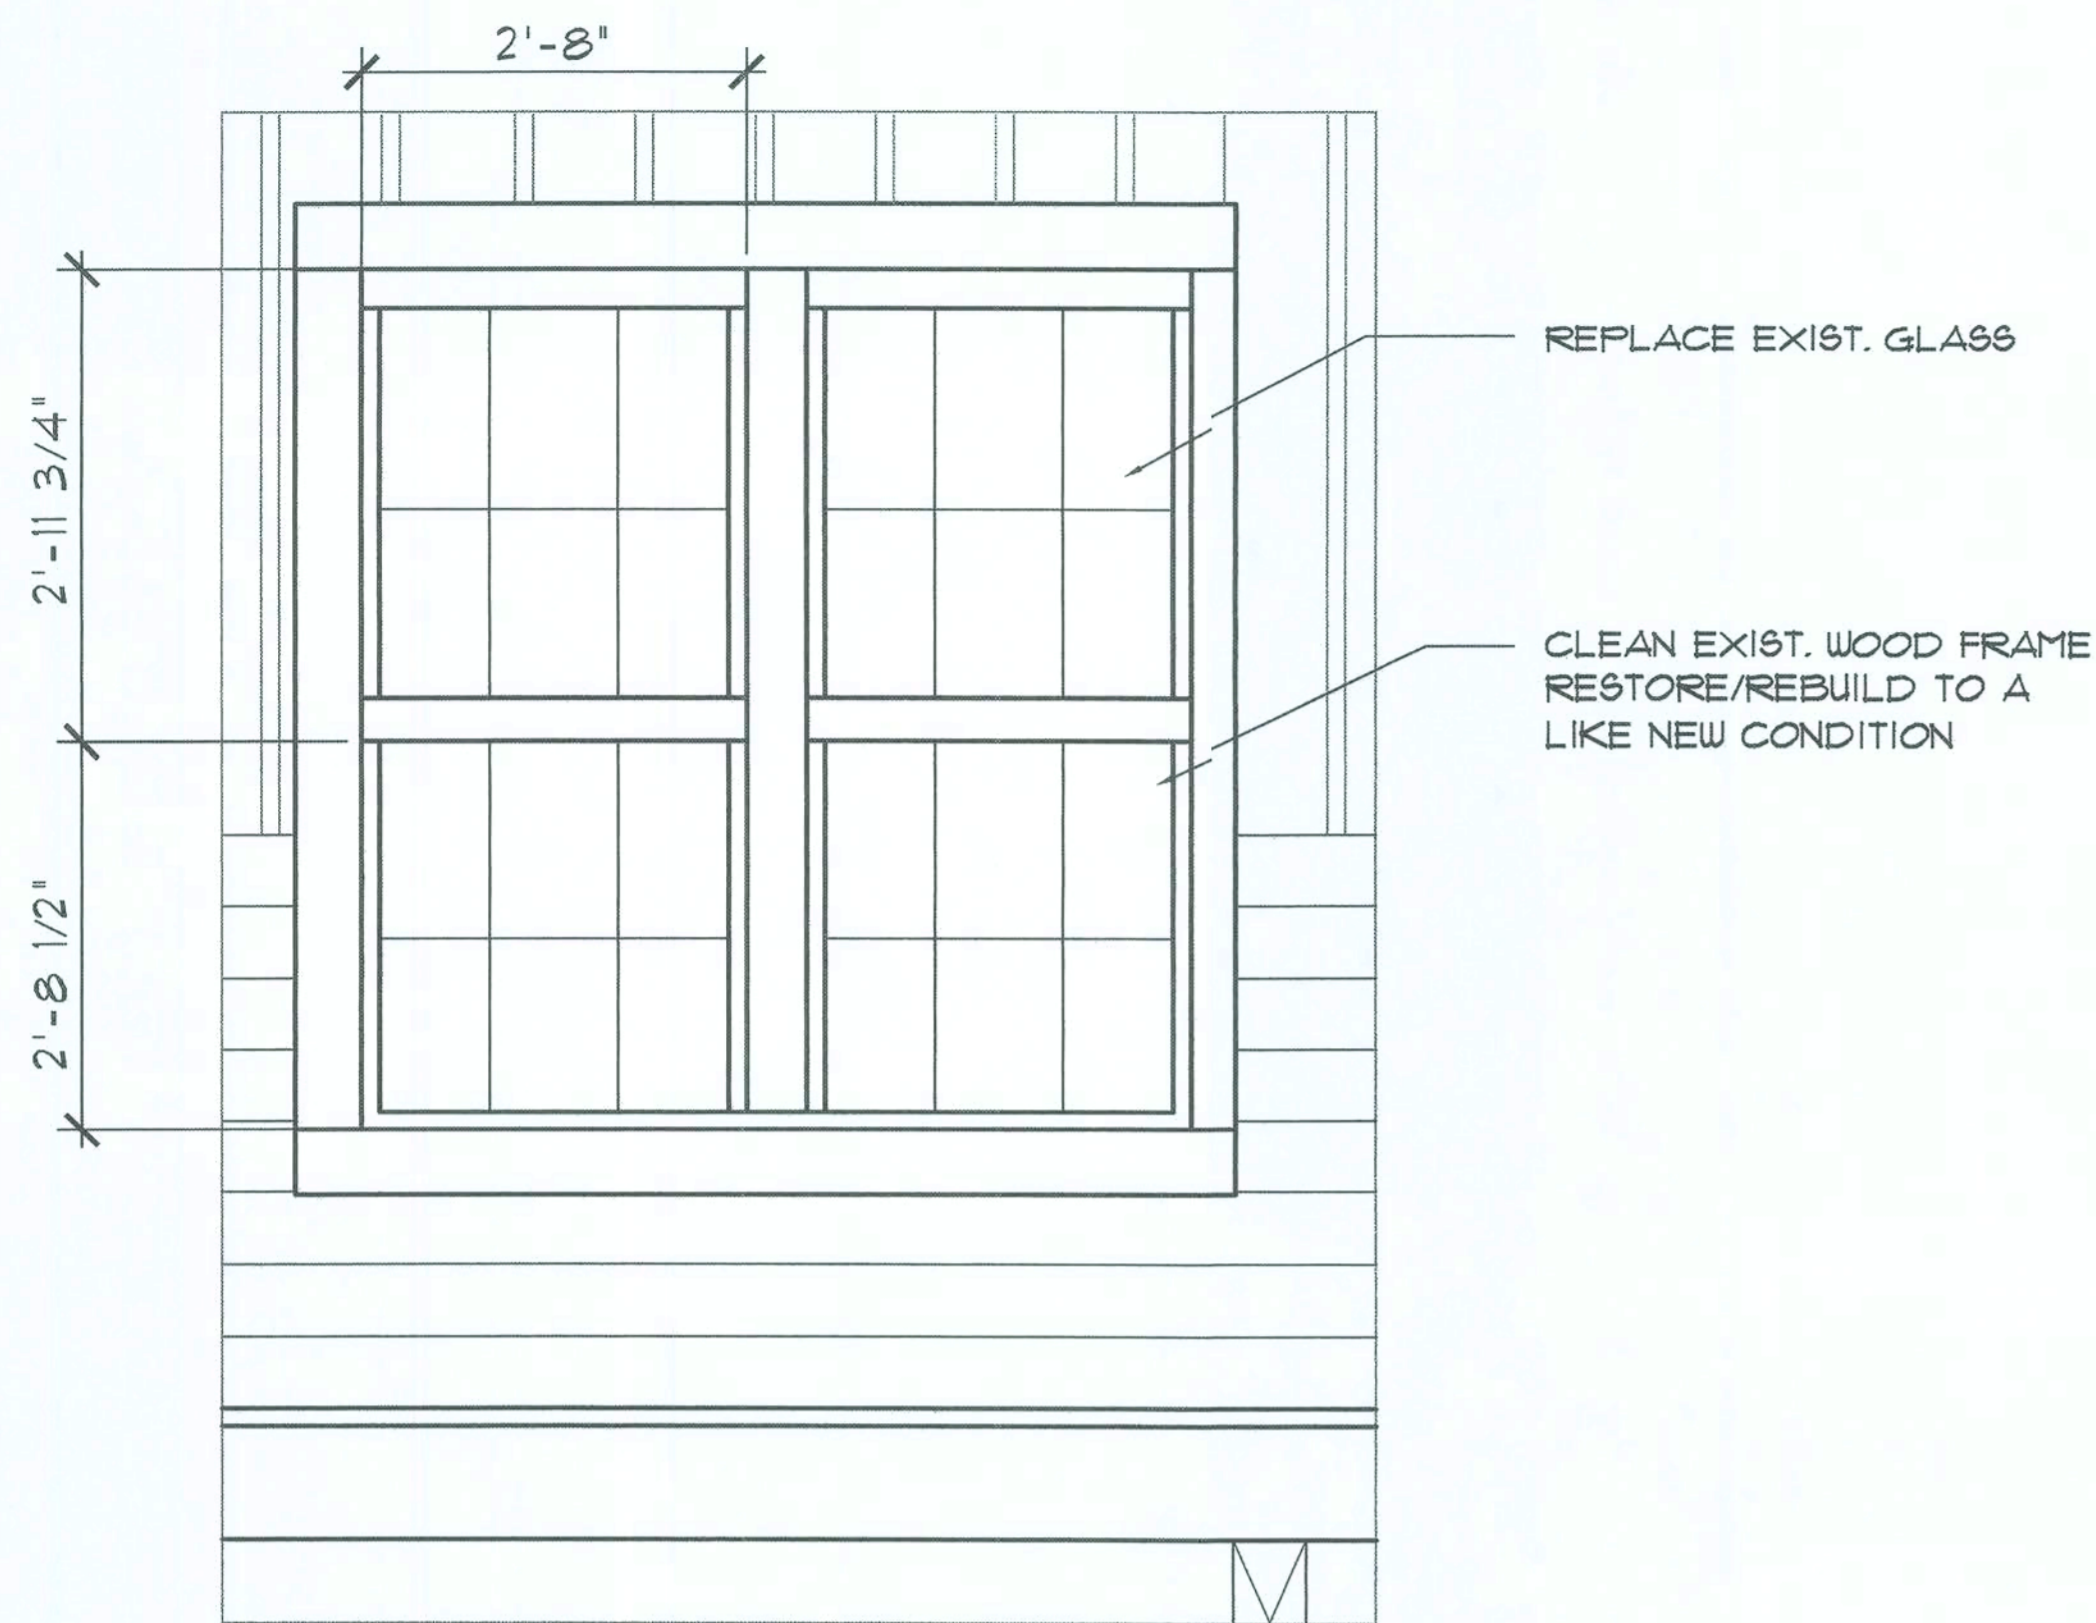 2'-8"
REPLACE EXIST. GLASS
2'-11 3/4"
CLEAN EXIST. WOOD FRAME
RESTORE/REBUILD TO A
LIKE NEW CONDITION
2'-8 1/2"